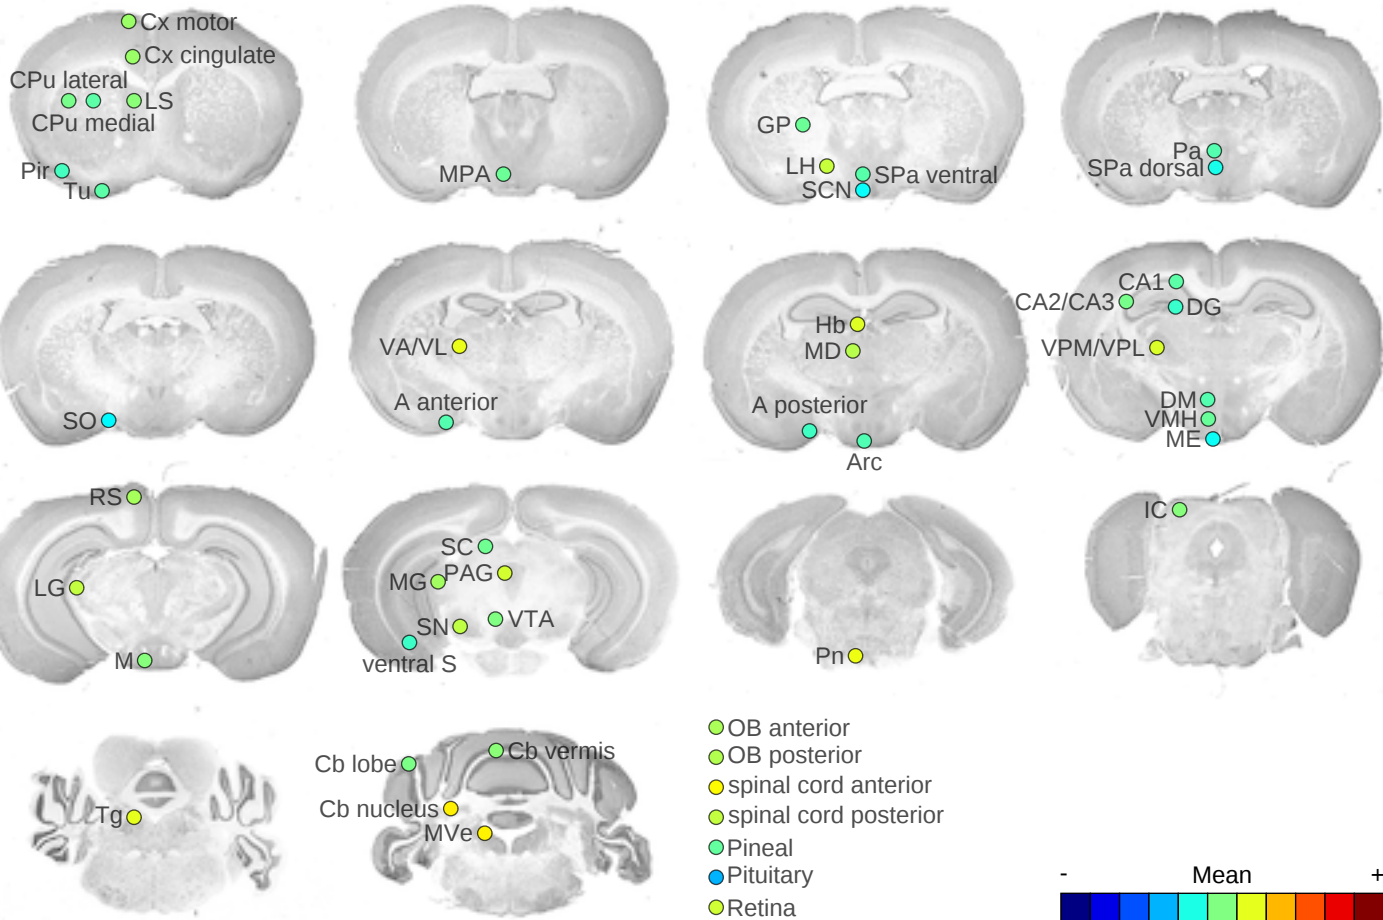 Cx motor
Cx cingulate
CPu lateral
LS
CPu medial
Pir
Tu
MPA
GP
LH
SPa ventral
SCN
Pa
SPa dorsal
SO
VA/VL
A anterior
Hb
MD
A posterior
Arc
CA1
CA2/CA3
DG
VPM/VPL
DM
VMH
ME
RS
LG
M
SC
MG
PAG
SN
VTA
ventral S
Pn
IC
Tg
Cb lobe
Cb vermis
Cb nucleus
MVe
OB anterior
OB posterior
spinal cord anterior
spinal cord posterior
Pineal
Pituitary
Retina
- Mean +